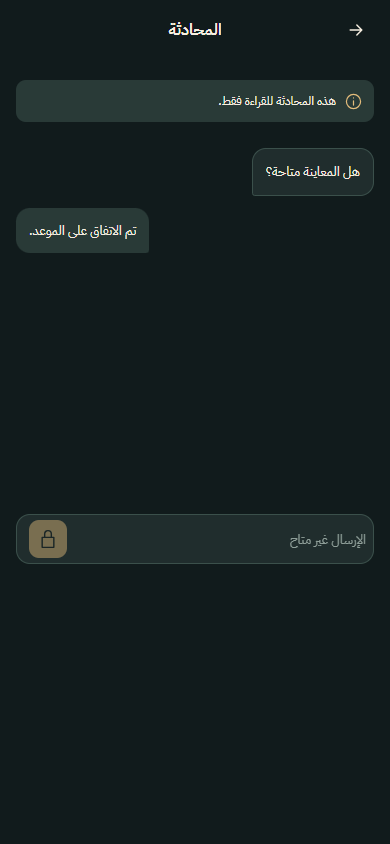 المحادثة
هذه المحادثة للقراءة فقط.
هل المعاينة متاحة؟
تم الاتفاق على الموعد.
الإرسال غير متاح